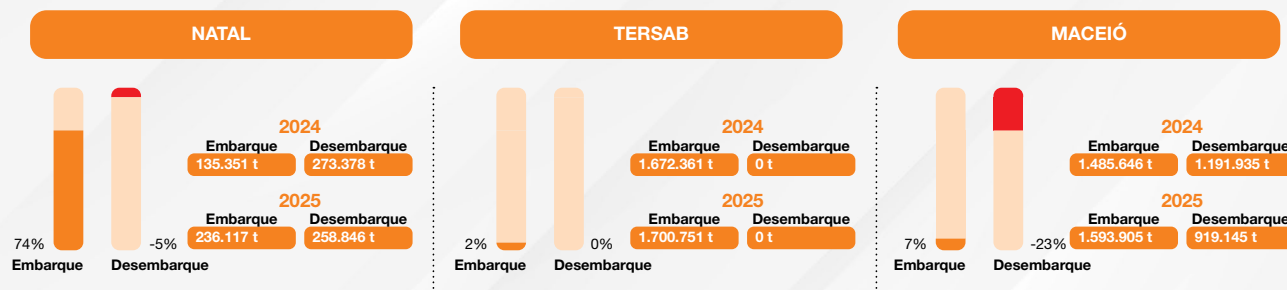 NATAL
2024
Embarque Desembarque
135.351 t 273.378 t
2025
Embarque Desembarque
74% -5% 236.117 t 258.846 t
Embarque Desembarque
TERSAB
2024
Embarque Desembarque
1.672.361 t 0 t
2025
Embarque Desembarque
2% 0% 1.700.751 t 0 t
Embarque Desembarque
MACEIÓ
2024
Embarque Desembarque
1.485.646 t 1.191.935 t
2025
Embarque Desembarque
7% -23% 1.593.905 t 919.145 t
Embarque Desembarque